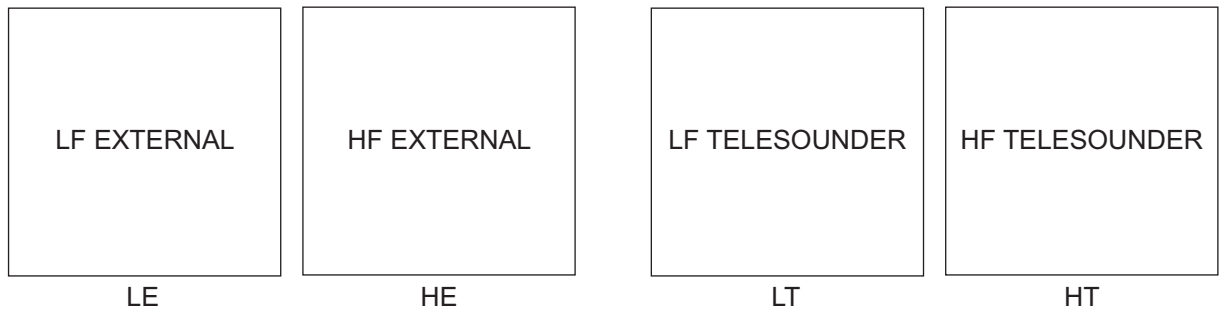 LF EXTERNAL
HF EXTERNAL
LF TELESOUNDER
HF TELESOUNDER
LE
HE
LT
HT